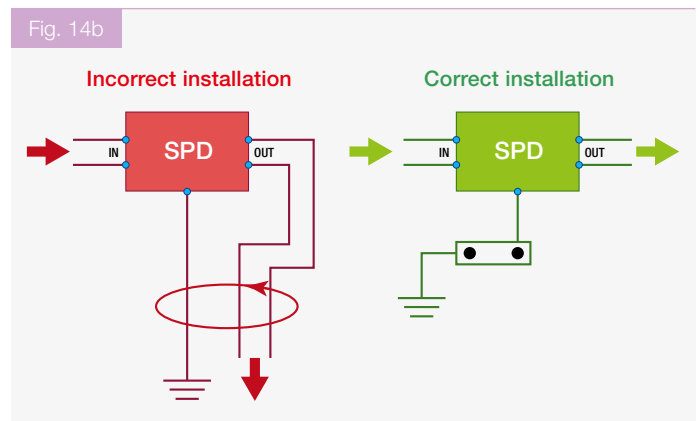 Fig. 14b
Incorrect installation
IN
SPD
OUT
Correct installation
IN
SPD
OUT